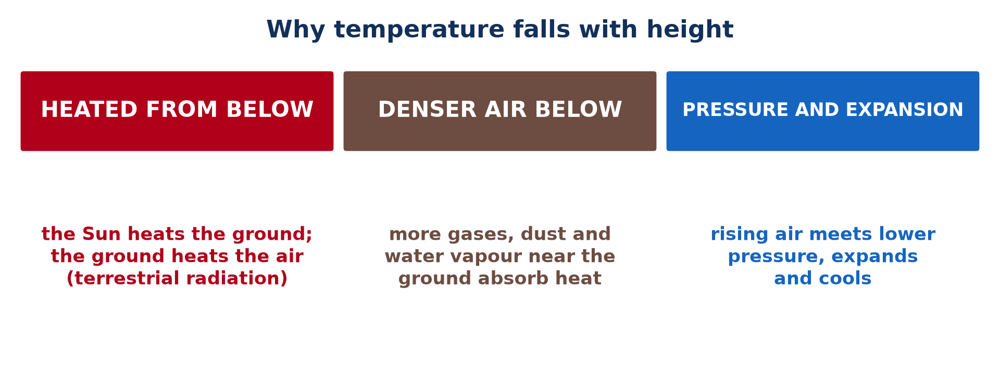 Why temperature falls with height
HEATED FROM BELOW
DENSER AIR BELOW
PRESSURE AND EXPANSION
the Sun heats the ground;
the ground heats the air
(terrestrial radiation)
more gases, dust and
water vapour near the
ground absorb heat
rising air meets lower
pressure, expands
and cools